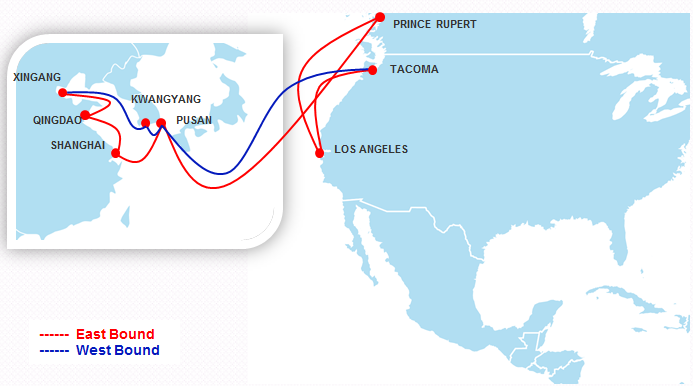 PRINCE RUPERT
TACOMA
XINGANG
KWANGYANG
QINGDAO
PUSAN
SHANGHAI
LOS ANGELES
------ East Bound
------ West Bound